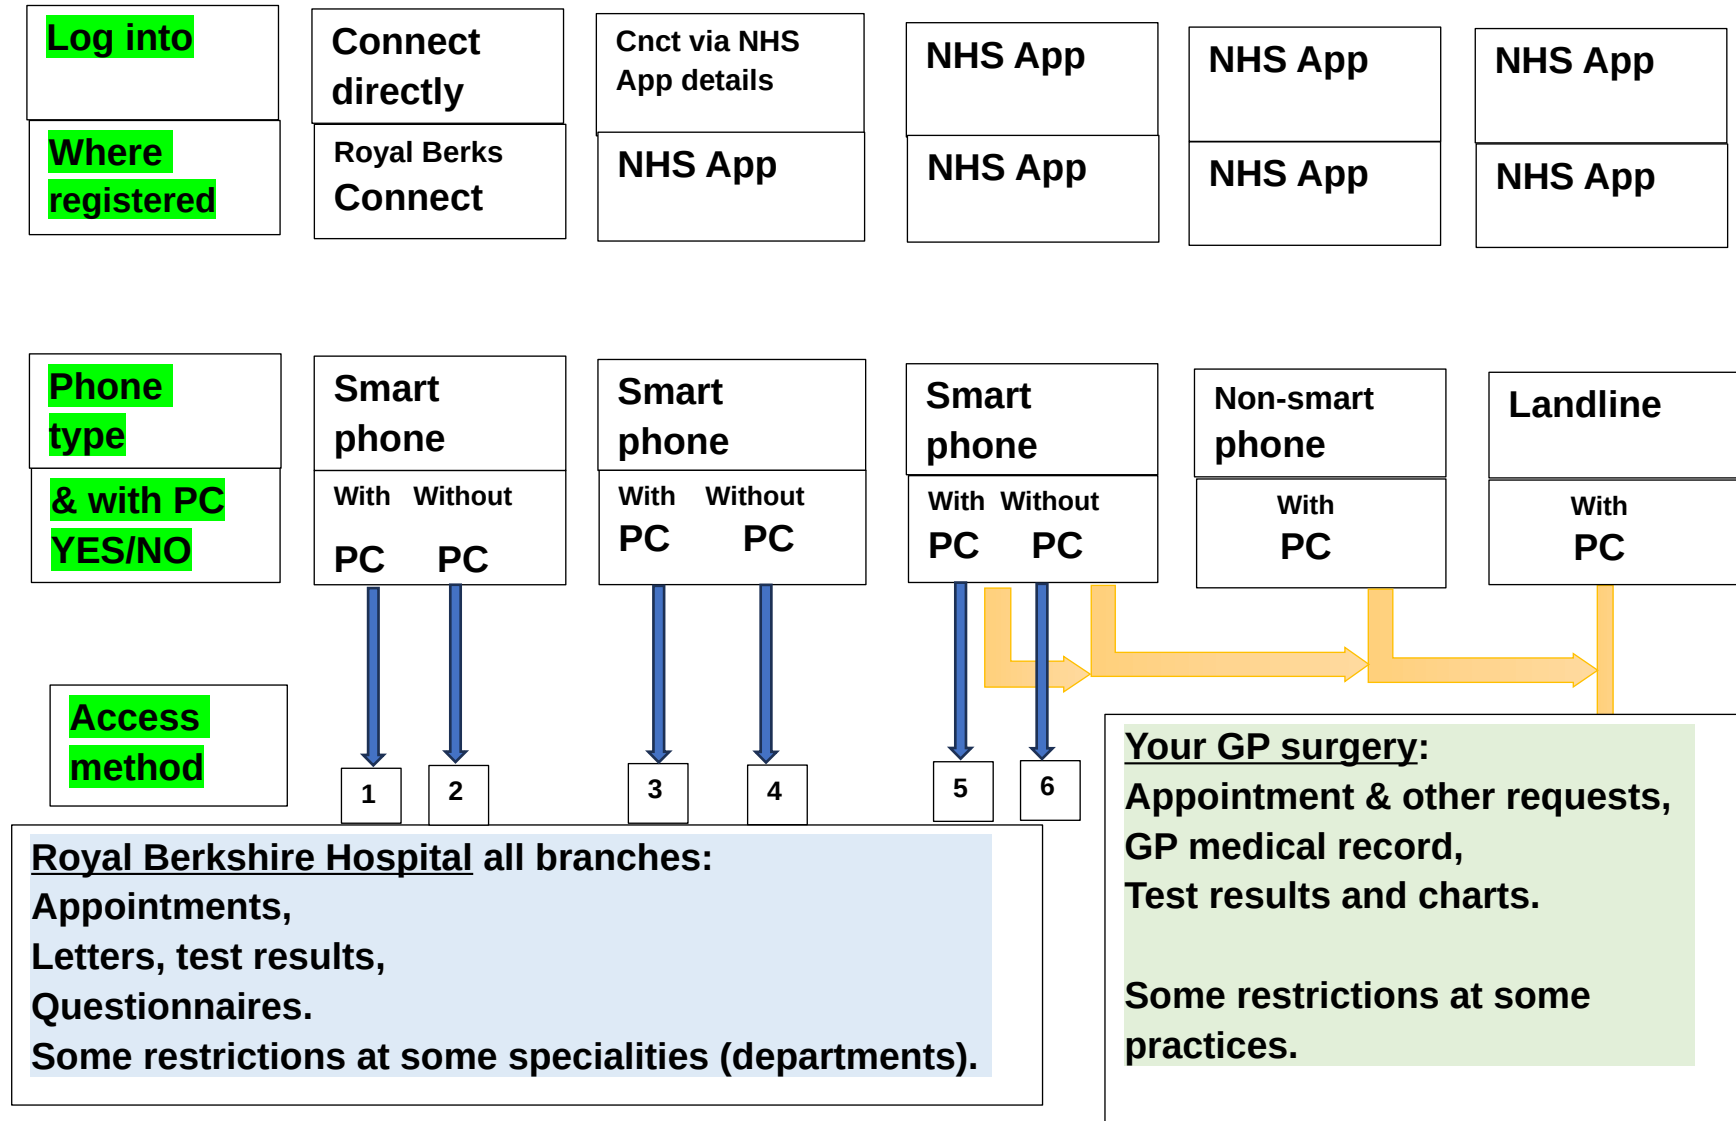 Log into
Connect
directly
Cnct via NHS
App details
NHS App
NHS App
NHS App
Where
registered
Royal Berks
Connect
NHS App
NHS App
NHS App
NHS App
Phone
type
Smart
phone
Smart
phone
Smart
phone
Non-smart
phone
Landline
& with PC
YES/NO
With Without
PC PC
With Without
PC PC
With Without
PC PC
With
PC
With
PC
Access
method
1
2
3
4
5
6
Royal Berkshire Hospital all branches:
Appointments,
Letters, test results,
Questionnaires.
Some restrictions at some specialities (departments).
Your GP surgery:
Appointment & other requests,
GP medical record,
Test results and charts.
Some restrictions at some
practices.